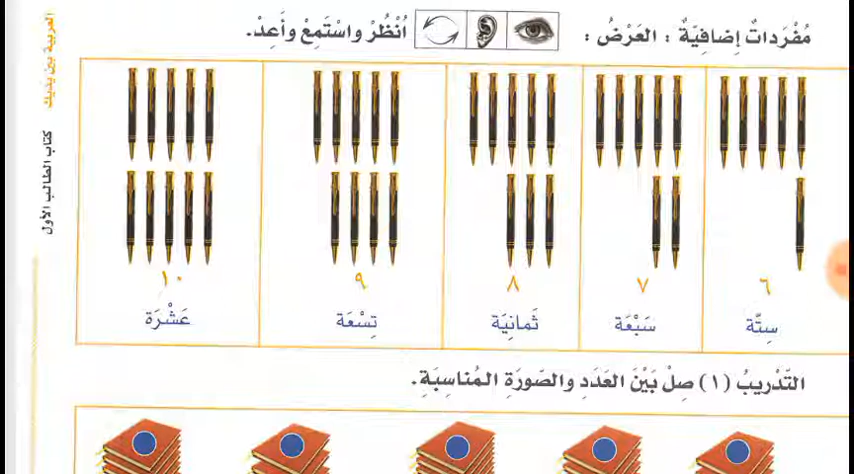 مُفْرَداتٌ إضافِيّةٌ : العَرْضُ :
اُنْظُرْ واسْتَمِعْ وأَعِدْ.
٦
٧
٨
٩
١٠
سِتَّة
سَبْعَة
ثَمانِيَة
تِسْعَة
عَشْرَة
التّدْريبُ (١) صِلْ بَيْنَ العَدَدِ والصّورَةِ المُناسِبَةِ.
العربية بين يديك
كتاب الطالب الأول